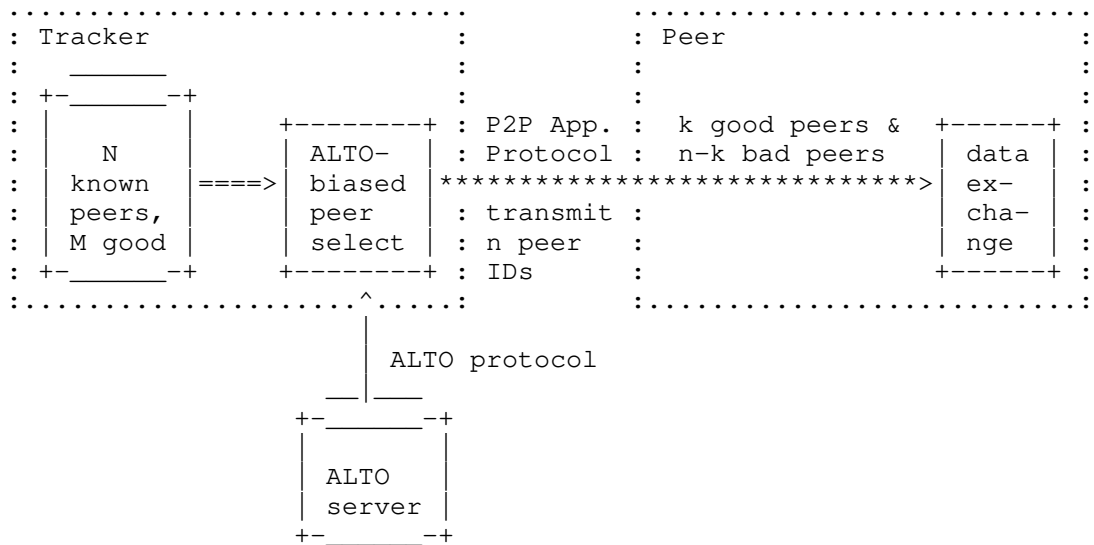 Tracker Peer
P2P App. k good peers &
N ALTO- Protocol n-k bad peers data
known ====> biased ******************************> ex-
peers, peer transmit cha-
M good select n peer nge
IDs
ALTO protocol
ALTO
server